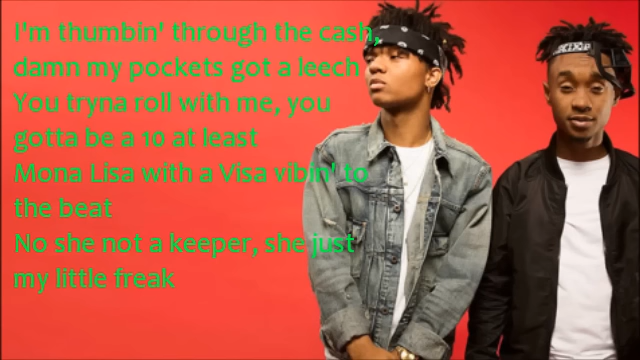 I'm thumbin' through the cash,
damn my pockets got a leech
You tryna roll with me, you
gotta be a 10 at least
Mona Lisa with a Visa vibin' to
the beat
No she not a keeper, she just
my little freak